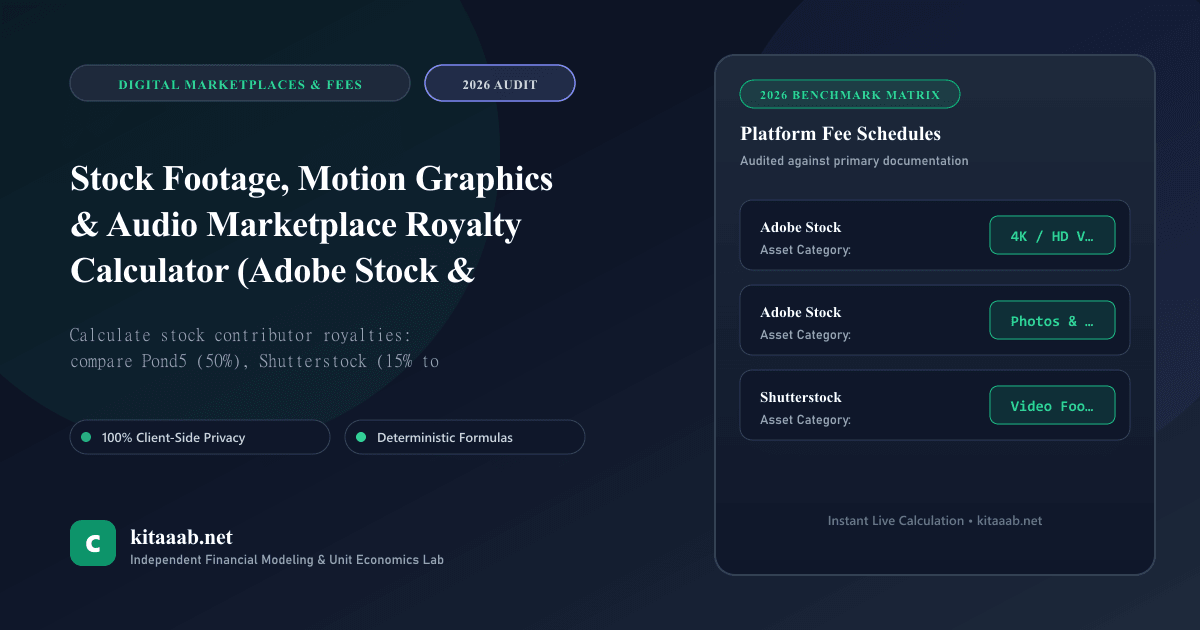 DIGITAL MARKETPLACES & FEES
2026 AUDIT
Stock Footage, Motion Graphics
& Audio Marketplace Royalty
Calculator (Adobe Stock &
Calculate stock contributor royalties:
compare Pond5 (50%), Shutterstock (15% to
100% Client-Side Privacy
Deterministic Formulas
C
kitaaab.net
Independent Financial Modeling & Unit Economics Lab
2026 BENCHMARK MATRIX
Platform Fee Schedules
Audited against primary documentation
Adobe Stock
Asset Category:
4K / HD V…
Adobe Stock
Asset Category:
Photos & …
Shutterstock
Asset Category:
Video Foo…
Instant Live Calculation • kitaaab.net